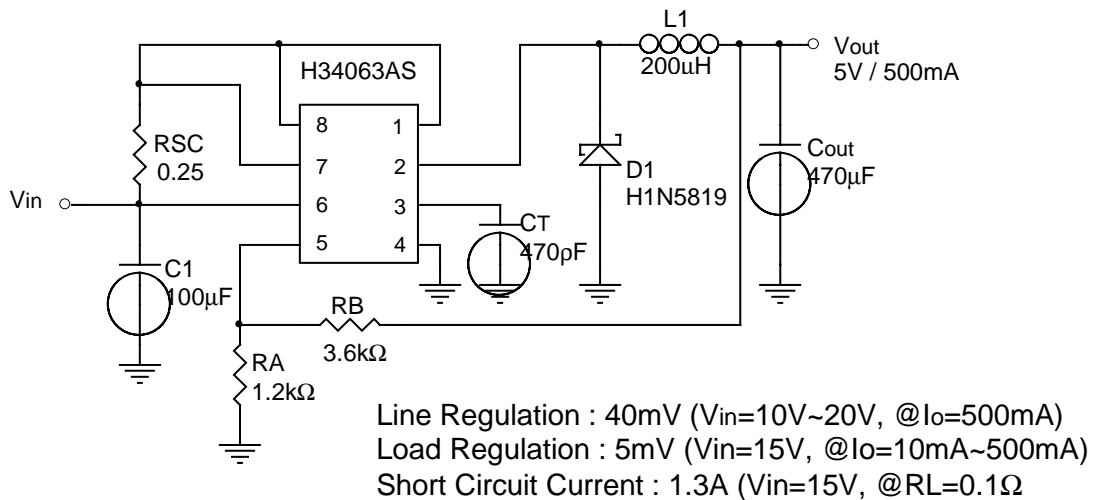 L1
200uH
Vout
5V / 500mA
H34063AS
8 1
7 2
6 3
5 4
RSC
0.25
Vin
C1
100μF
CT
470ρF
D1
H1N5819
Cout
470μF
RB
3.6kΩ
RA
1.2kΩ
Line Regulation : 40mV (Vin=10V~20V, @Io=500mA)
Load Regulation : 5mV (Vin=15V, @Io=10mA~500mA)
Short Circuit Current : 1.3A (Vin=15V, @RL=0.1Ω